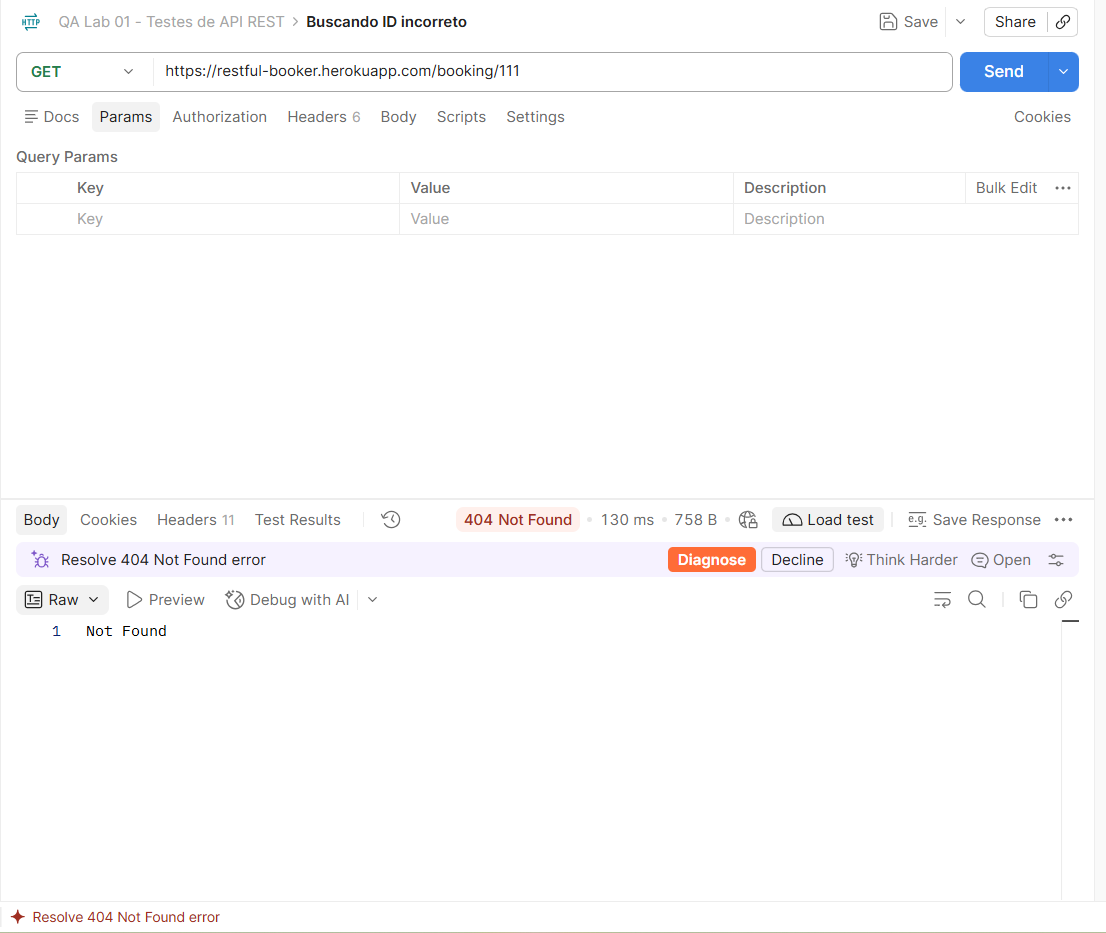 HTTP QA Lab 01 - Testes de API REST > Buscando ID incorreto Save Share
GET https://restful-booker.herokuapp.com/booking/111 Send
Docs Params Authorization Headers 6 Body Scripts Settings Cookies
Query Params
Key Value Description Bulk Edit
Key Value Description
Body Cookies Headers 11 Test Results 404 Not Found 130 ms 758 B Load test e.g. Save Response
Resolve 404 Not Found error Diagnose Decline Think Harder Open
Raw Preview Debug with AI
1 Not Found
Resolve 404 Not Found error